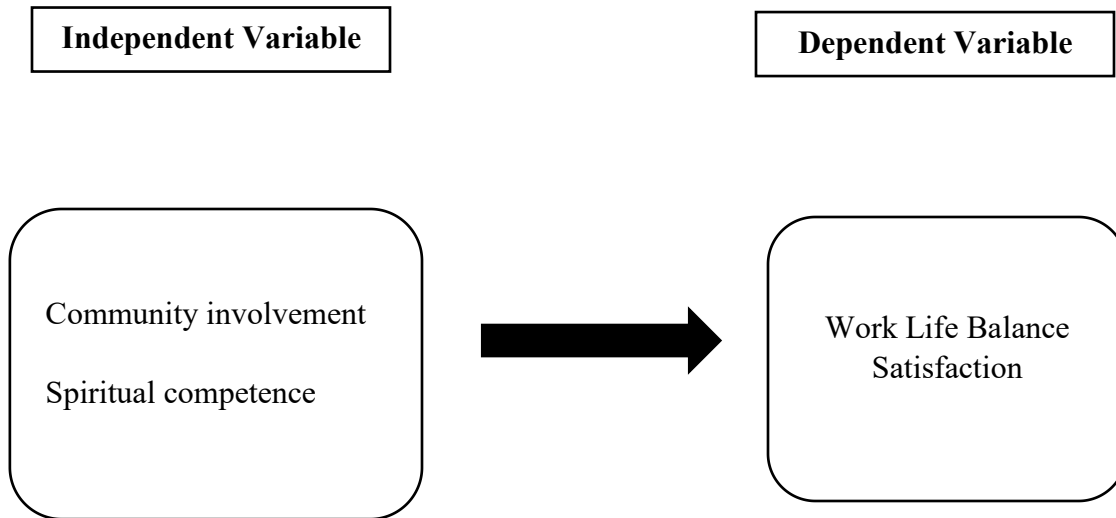 Independent Variable
Dependent Variable
Community involvement
Spiritual competence
Work Life Balance
Satisfaction